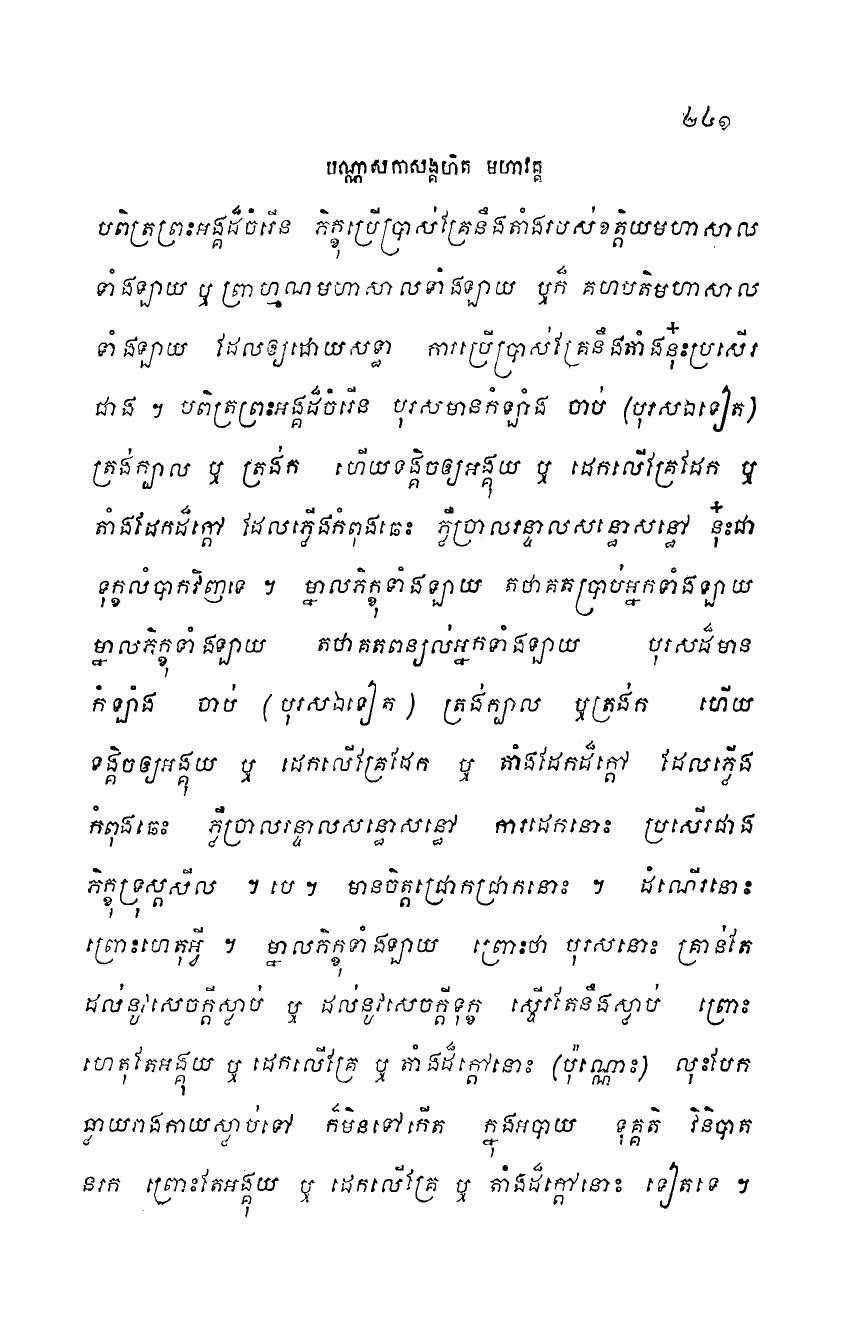 ២៤១
បណ្ណាសកាសង្គហិត មហាវគ្គ
បពិត្រព្រះអង្គដ៏ចំរើន ភិក្ខុប្រើប្រាស់គ្រែនឹងតាំងរបស់ខត្តិយមហាសាល
ទាំងឡាយ ឬ ព្រាហ្មណមហាសាលទាំងឡាយ ឬក៏ គហបតិមហាសាល
ទាំងឡាយ ដែលឲ្យដោយសទ្ធា ការប្រើប្រាស់គ្រែនឹងតាំងនុ៎ះប្រសើរ
ជាង ។ បពិត្រព្រះអង្គដ៏ចំរើន បុរសមានកំឡាំង ចាប់ (បុរសឯទៀត)
ត្រង់ក្បាល ឬ ត្រង់ក ហើយទង្គិចឲ្យអង្គុយ ឬ ដេកលើគ្រែដែក ឬ
តាំងដែកដ៏ក្តៅ ដែលភ្លើងកំពុងឆេះ ភ្លឺប្រាលរន្ទាលសន្ធោសន្ធៅ នុ៎ះជា
ទុក្ខលំបាកវិញទេ ។ ម្នាលភិក្ខុទាំងឡាយ តថាគតប្រាប់អ្នកទាំងឡាយ
ម្នាលភិក្ខុទាំងឡាយ តថាគតពន្យល់អ្នកទាំងឡាយ បុរសដ៏មាន
កំឡាំង ចាប់ (បុរសឯទៀត) ត្រង់ក្បាល ឬត្រង់ក ហើយ
ទង្គិចឲ្យអង្គុយ ឬ ដេកលើគ្រែដែក ឬ តាំងដែកដ៏ក្តៅ ដែលភ្លើង
កំពុងឆេះ ភ្លឺប្រាលរន្ទាលសន្ធោសន្ធៅ ការដេកនោះ ប្រសើរជាង
ភិក្ខុទ្រុស្តសីល ។ បេ ។ មានចិត្តជ្រោកជ្រាកនោះ ។ ដំណើរនោះ
ព្រោះហេតុអ្វី ។ ម្នាលភិក្ខុទាំងឡាយ ព្រោះថា បុរសនោះ គ្រាន់តែ
ដល់នូវសេចក្តីស្លាប់ ឬ ដល់នូវសេចក្តីទុក្ខ ស្ទើរតែនឹងស្លាប់ ព្រោះ
ហេតុតែអង្គុយ ឬ ដេកលើគ្រែ ឬ តាំងដ៏ក្តៅនោះ (ប៉ុណ្ណោះ) លុះបែក
ធ្លាយរាងកាយស្លាប់ទៅ ក៏មិនទៅកើត ក្នុងអបាយ ទុគ្គតិ វិនិបាត
នរក ព្រោះតែអង្គុយ ឬ ដេកលើគ្រែ ឬ តាំងដ៏ក្តៅនោះ ទៀតទេ ។